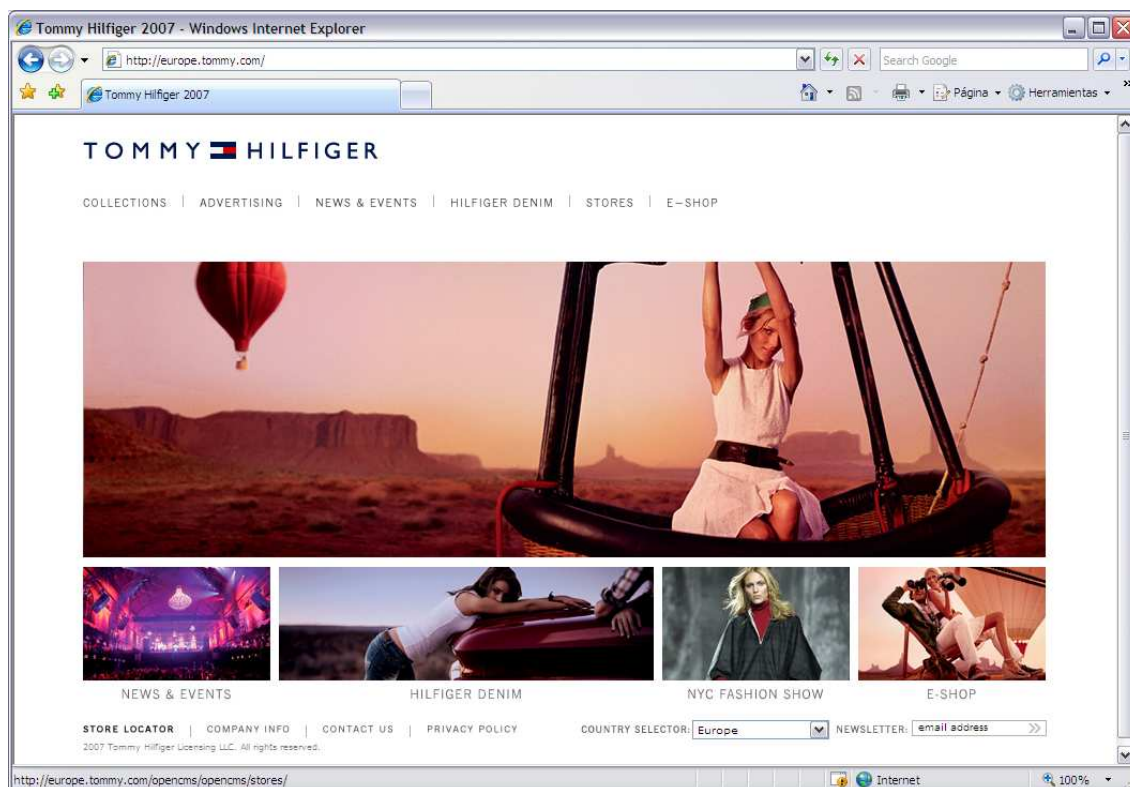 Tommy Hilfiger 2007 - Windows Internet Explorer
http://europe.tommy.com/
Search Google
Tommy Hilfiger 2007
Página
Herramientas
TOMMY HILFIGER
COLLECTIONS | ADVERTISING | NEWS & EVENTS | HILFIGER DENIM | STORES | E-SHOP
NEWS & EVENTS
HILFIGER DENIM
NYC FASHION SHOW
E-SHOP
STORE LOCATOR | COMPANY INFO | CONTACT US | PRIVACY POLICY
COUNTRY SELECTOR: Europe
NEWSLETTER: email address
2007 Tommy Hilfiger Licensing LLC. All rights reserved.
http://europe.tommy.com/opencms/opencms/stores/
Internet
100%